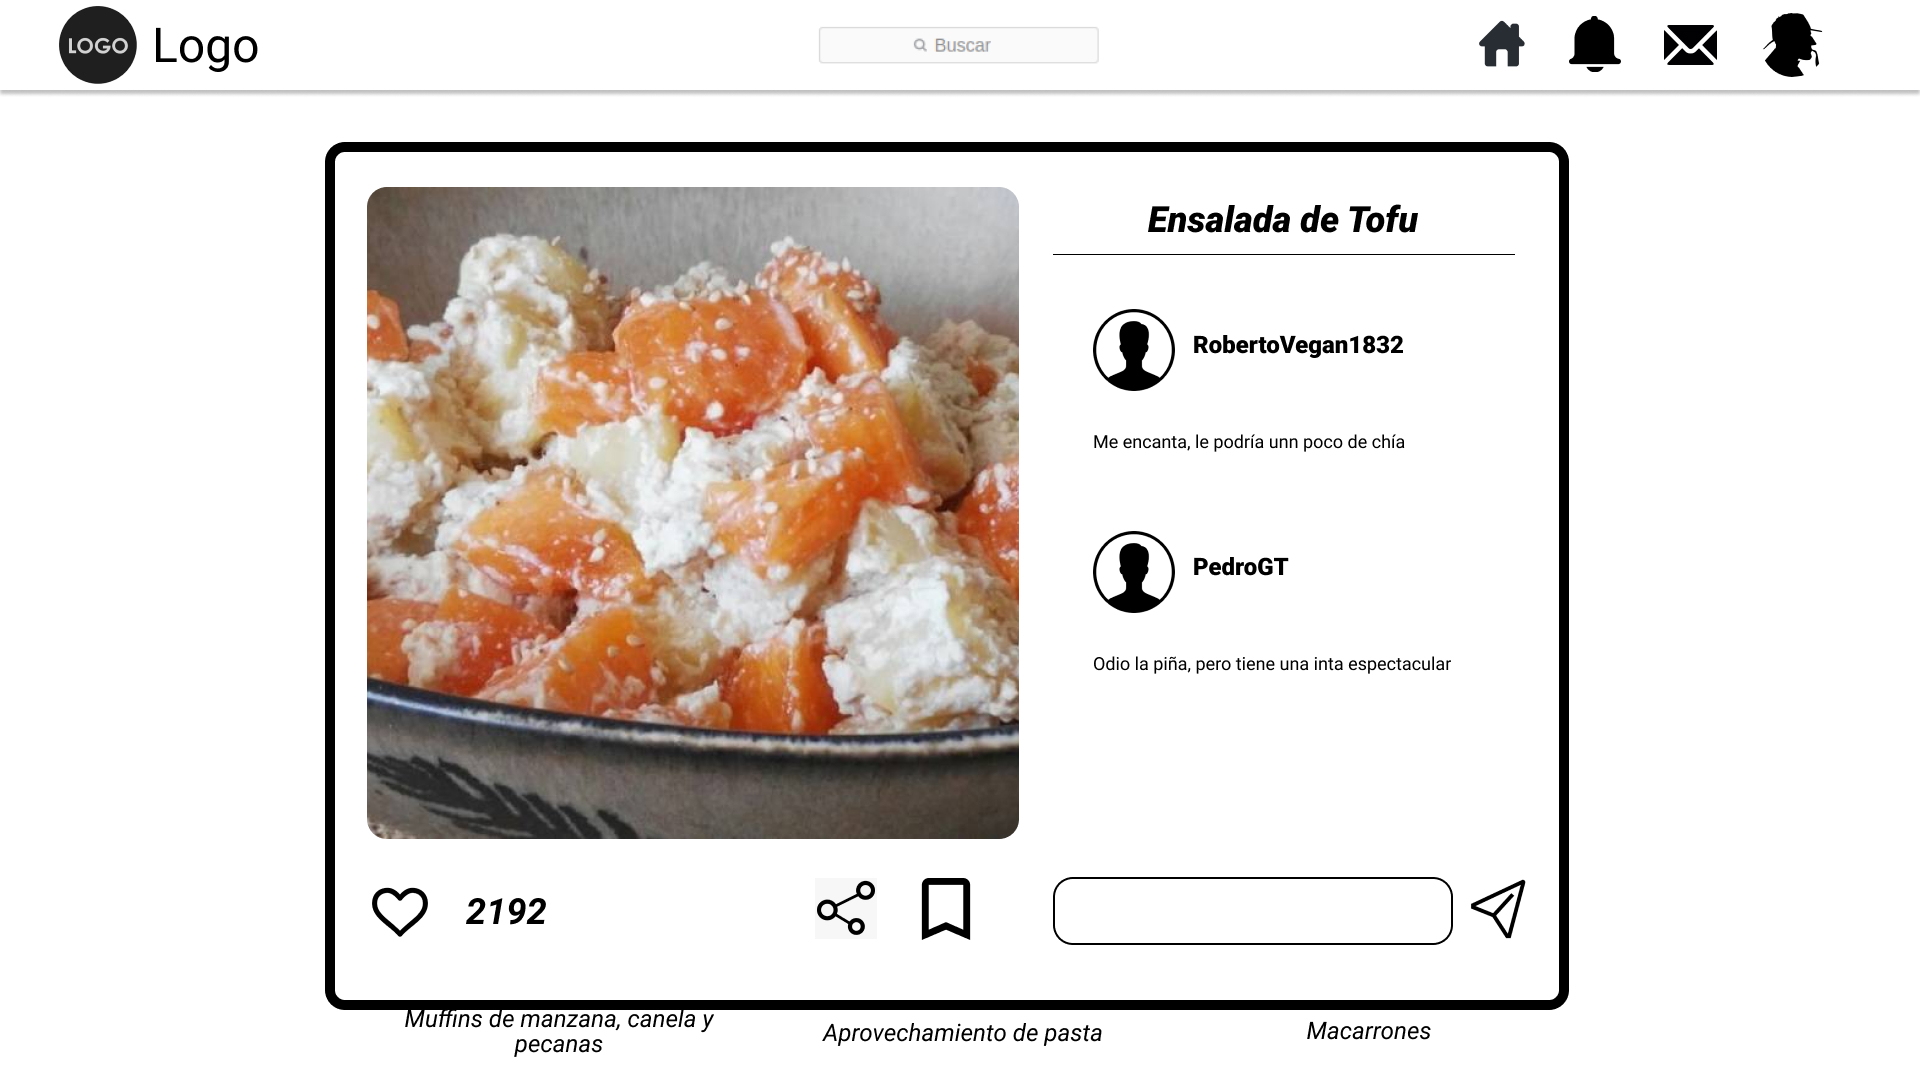 LOGO Logo
Buscar
Ensalada de Tofu
RobertoVegan1832
Me encanta, le podría unn poco de chía
PedroGT
Odio la piña, pero tiene una inta espectacular
2192
Muffins de manzana, canela y
pecanas
Aprovechamiento de pasta
Macarrones